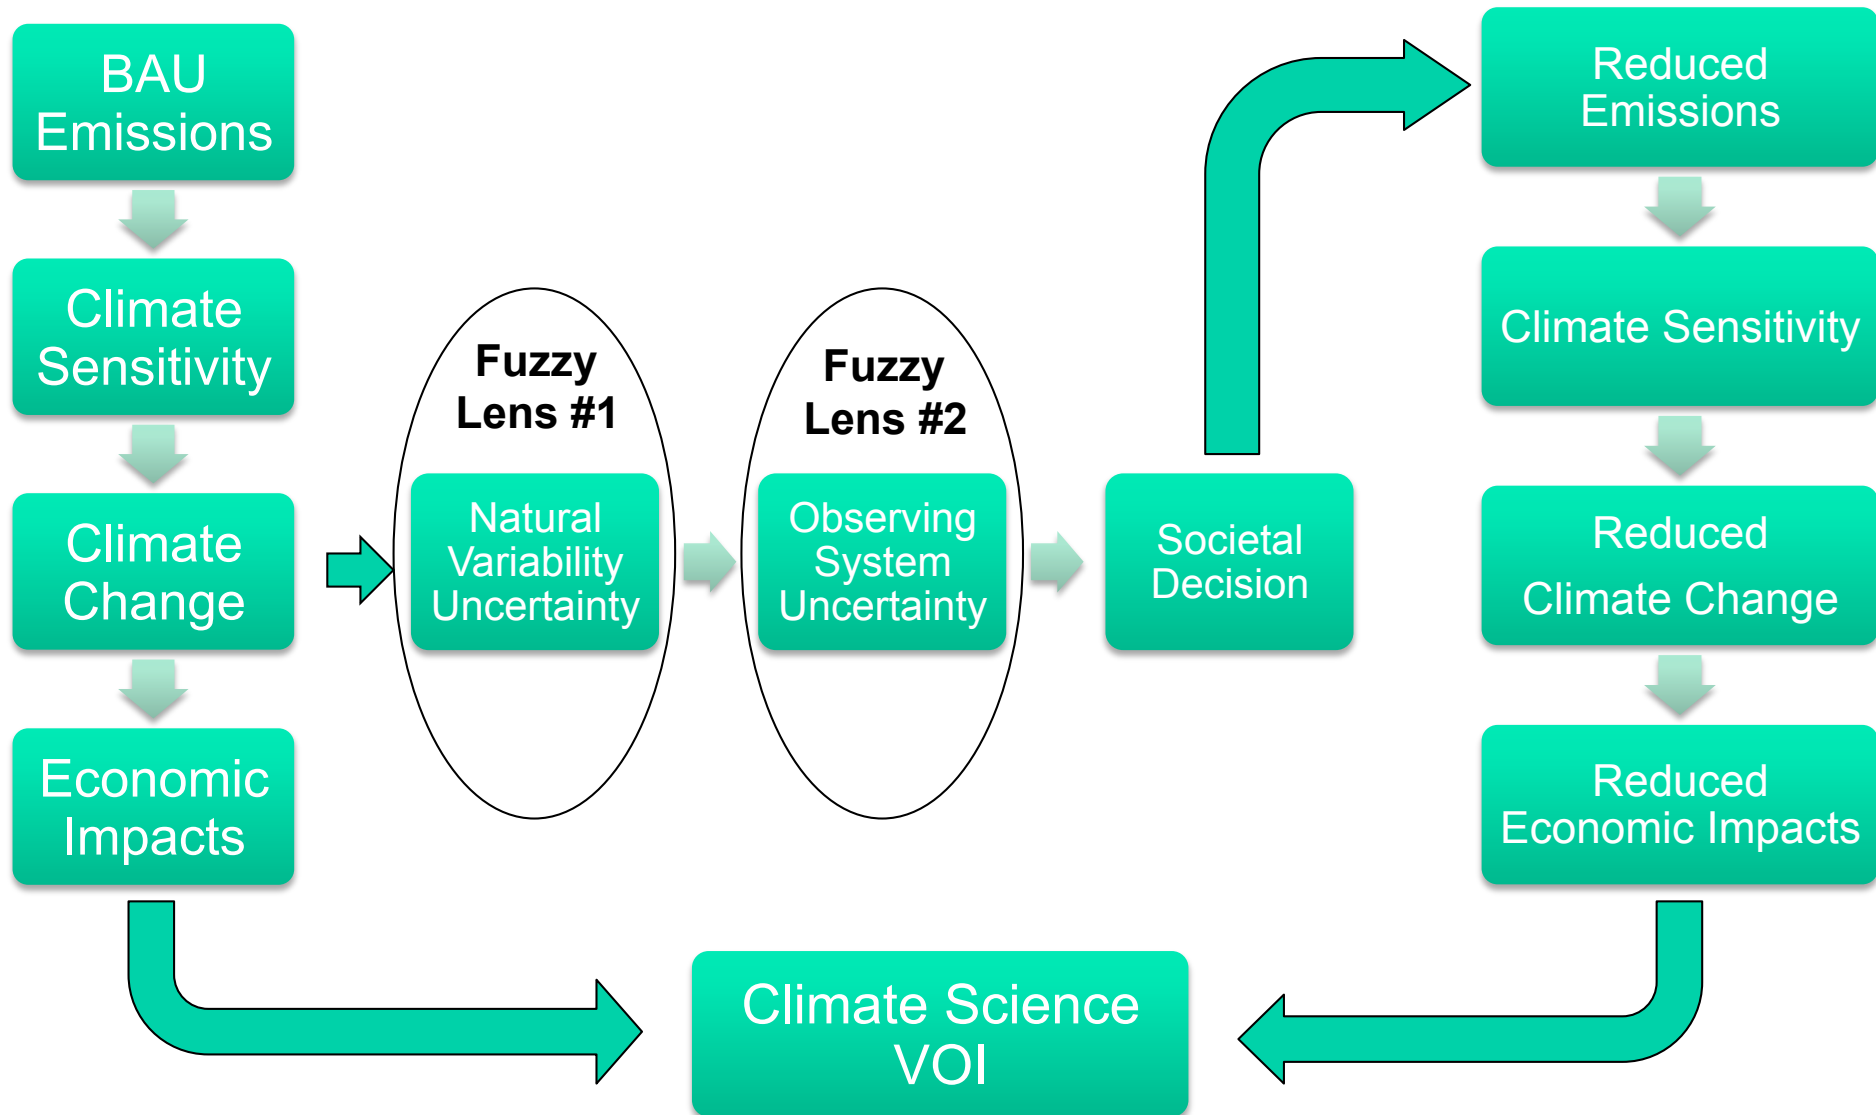 BAU
Emissions
Climate
Sensitivity
Climate
Change
Economic
Impacts
Fuzzy
Lens #1
Natural
Variability
Uncertainty
Fuzzy
Lens #2
Observing
System
Uncertainty
Societal
Decision
Reduced
Emissions
Climate Sensitivity
Reduced
Climate Change
Reduced
Economic Impacts
Climate Science
VOI